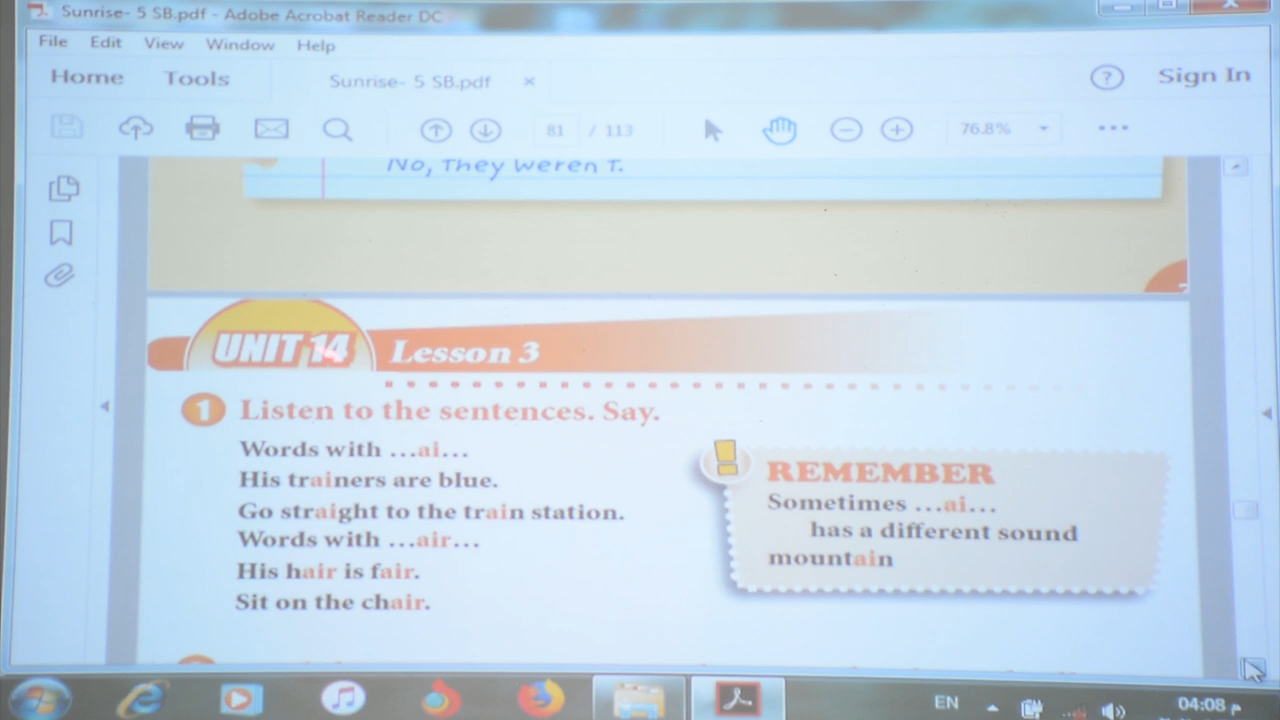 Sunrise- 5 SB.pdf - Adobe Acrobat Reader DC
File Edit View Window Help
Home Tools Sunrise- 5 SB.pdf × ? Sign In
81 / 113 76.8%
No, They weren't.
UNIT 14 Lesson 3
1 Listen to the sentences. Say.
Words with ...ai...
His trainers are blue.
Go straight to the train station.
Words with ...air...
His hair is fair.
Sit on the chair.
! REMEMBER
Sometimes ...ai...
has a different sound
mountain
EN 04:08 م